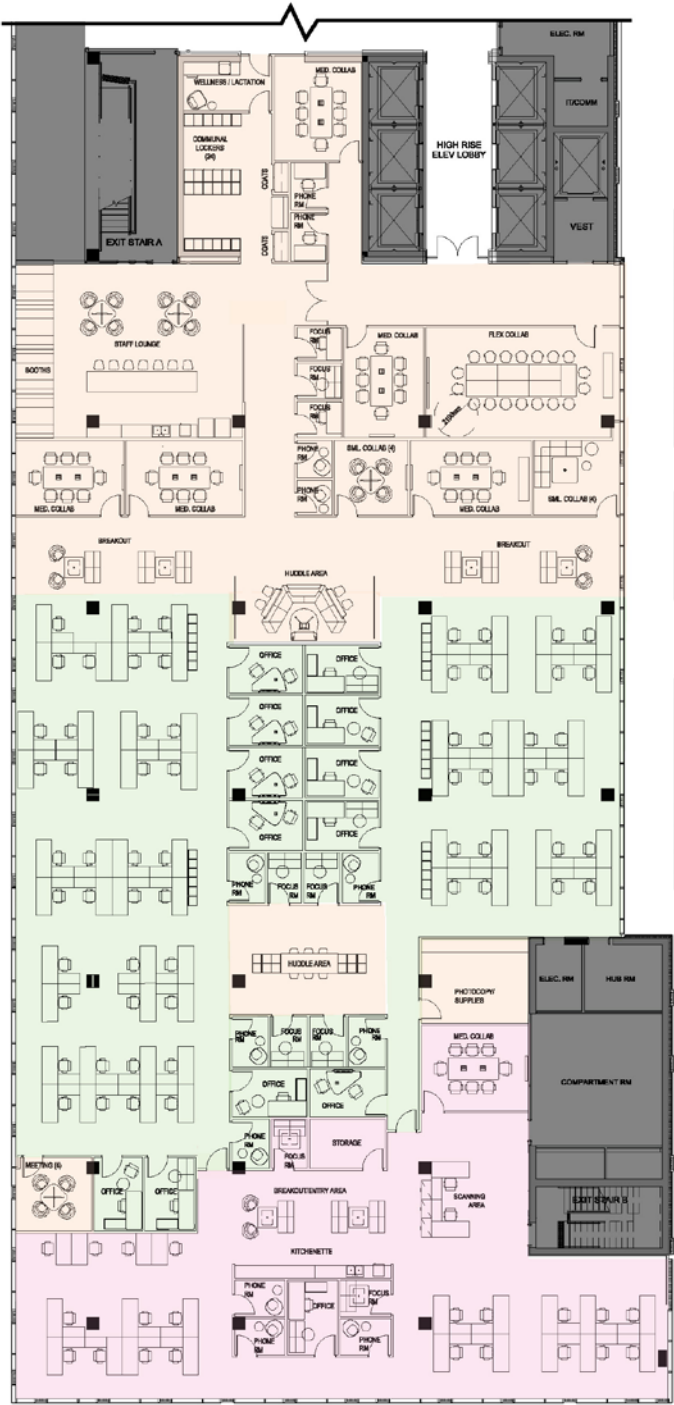 ELEC. RM
WELLNESS / LACTATION
MED. COLLAB
IT/COMM
COMMUNAL
LOCKERS
(24)
HIGH RISE
ELEV LOBBY
COATS
PHONE
RM
PHONE
RM
VEST
EXIT STAIR A
COATS
FOCUS
RM
MED. COLLAB
FLEX COLLAB
STAFF LOUNGE
BOOTHS
FOCUS
RM
FOCUS
RM
PHONE
RM
SML. COLLAB (4)
PHONE
RM
SML. COLLAB (4)
MED. COLLAB
MED. COLLAB
MED. COLLAB
BREAKOUT
BREAKOUT
HUDDLE AREA
OFFICE
OFFICE
OFFICE
OFFICE
OFFICE
OFFICE
OFFICE
OFFICE
PHONE
RM
FOCUS
RM
FOCUS
RM
PHONE
RM
HUDDLE AREA
ELEC. RM
HUB RM
PHOTOCOPY/
SUPPLIES
PHONE
RM
FOCUS
RM
FOCUS
RM
PHONE
RM
MED. COLLAB
COMPARTMENT RM
OFFICE
OFFICE
PHONE
RM
FOCUS
RM
STORAGE
MEETING (4)
OFFICE
OFFICE
BREAKOUT/ENTRY AREA
SCANNING
AREA
EXIT STAIR B
KITCHENETTE
PHONE
RM
OFFICE
FOCUS
RM
PHONE
RM
PHONE
RM